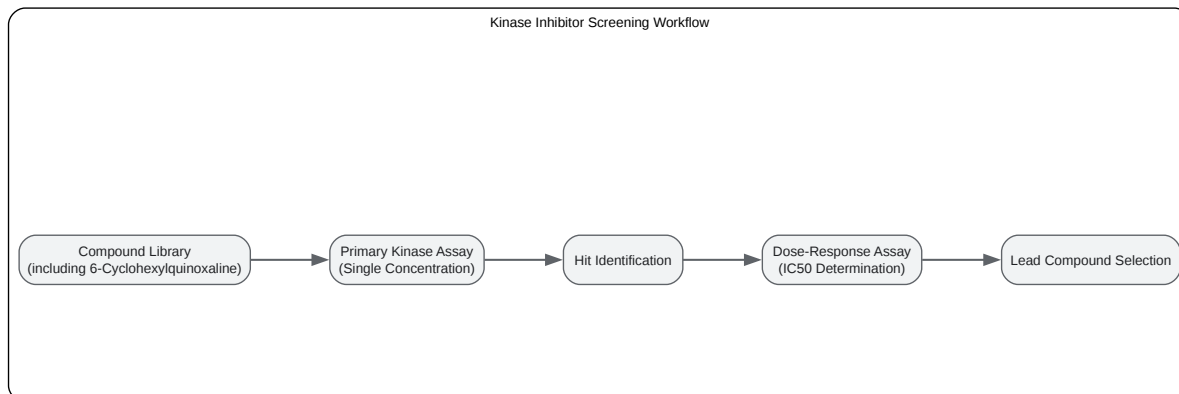 Kinase Inhibitor Screening Workflow
Compound Library
(including 6-Cyclohexylquinoxaline)
Primary Kinase Assay
(Single Concentration)
Hit Identification
Dose-Response Assay
(IC50 Determination)
Lead Compound Selection